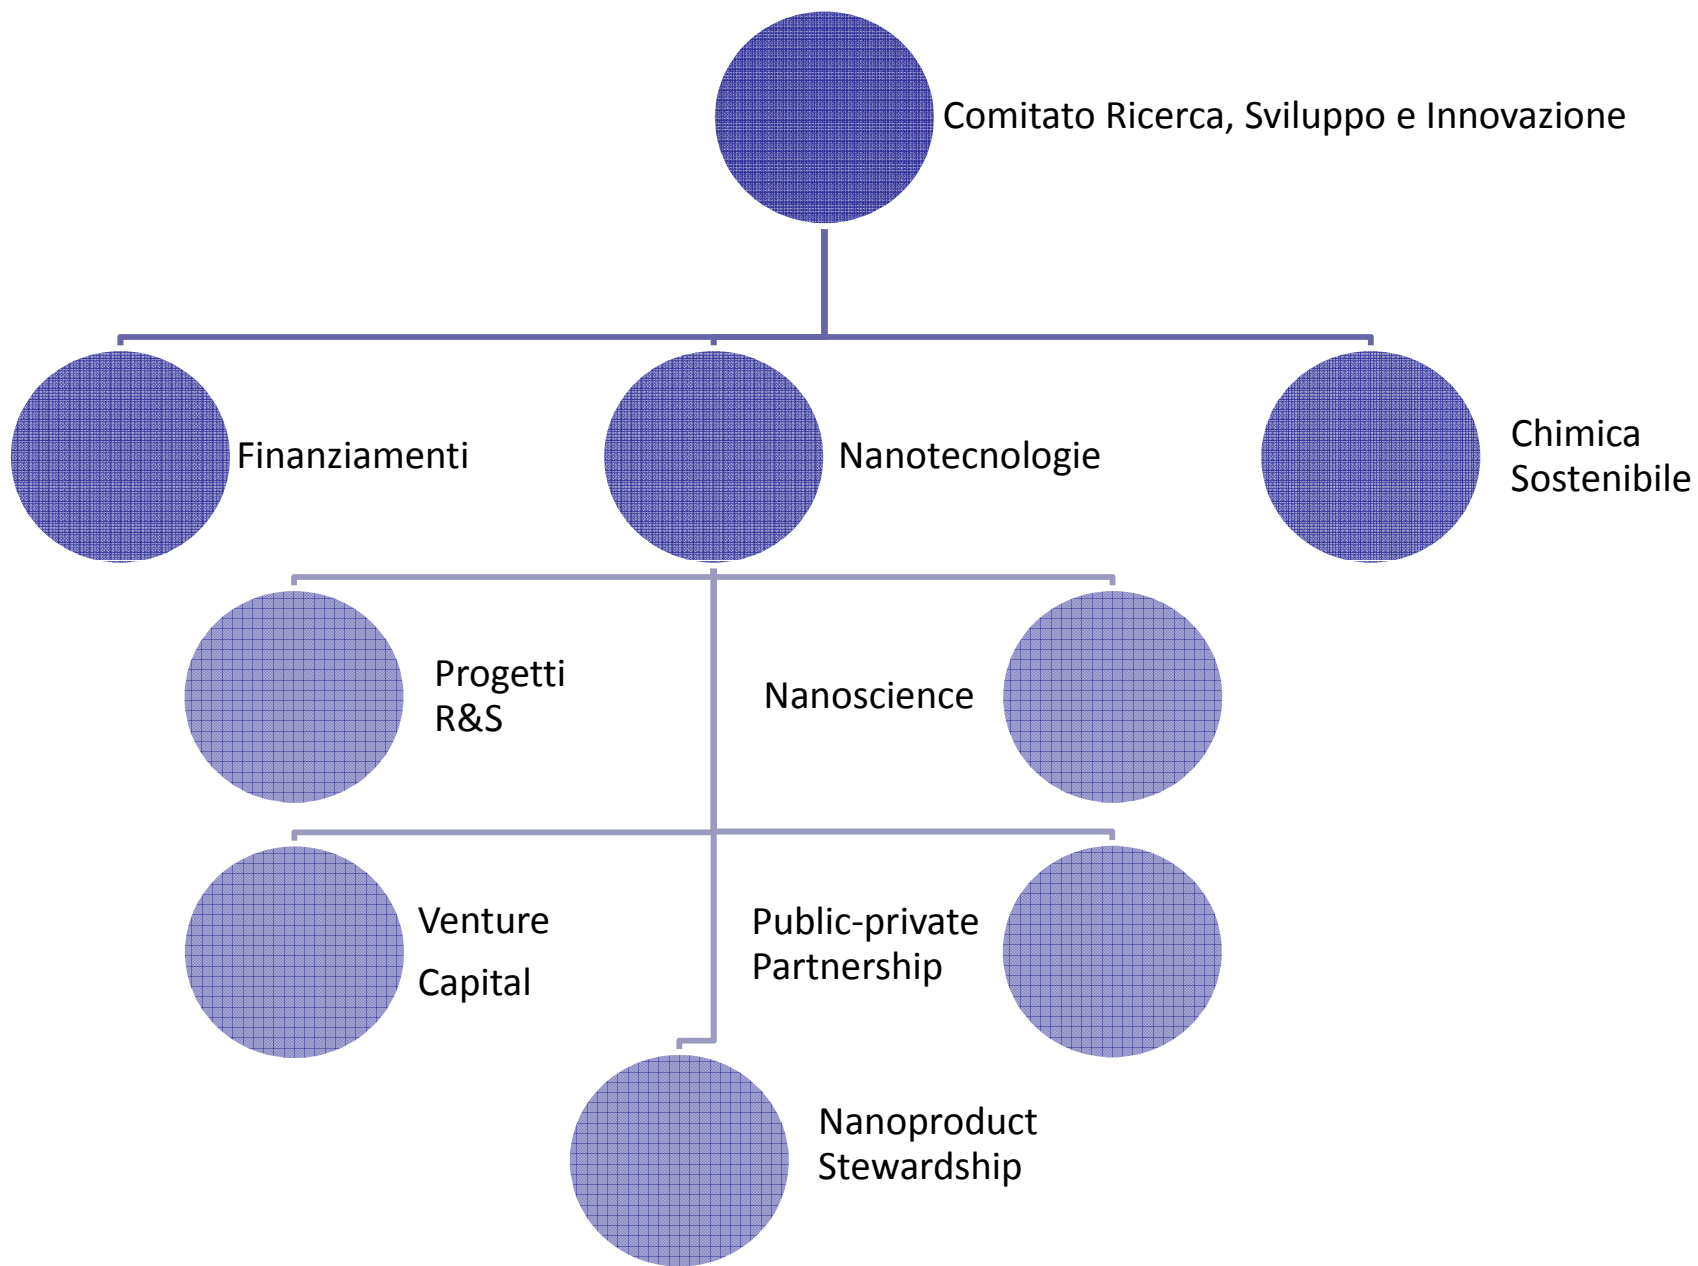 Comitato Ricerca, Sviluppo e Innovazione
Finanziamenti
Nanotecnologie
Chimica
Sostenibile
Progetti
R&S
Nanoscience
Venture
Capital
Public-private
Partnership
Nanoproduct
Stewardship